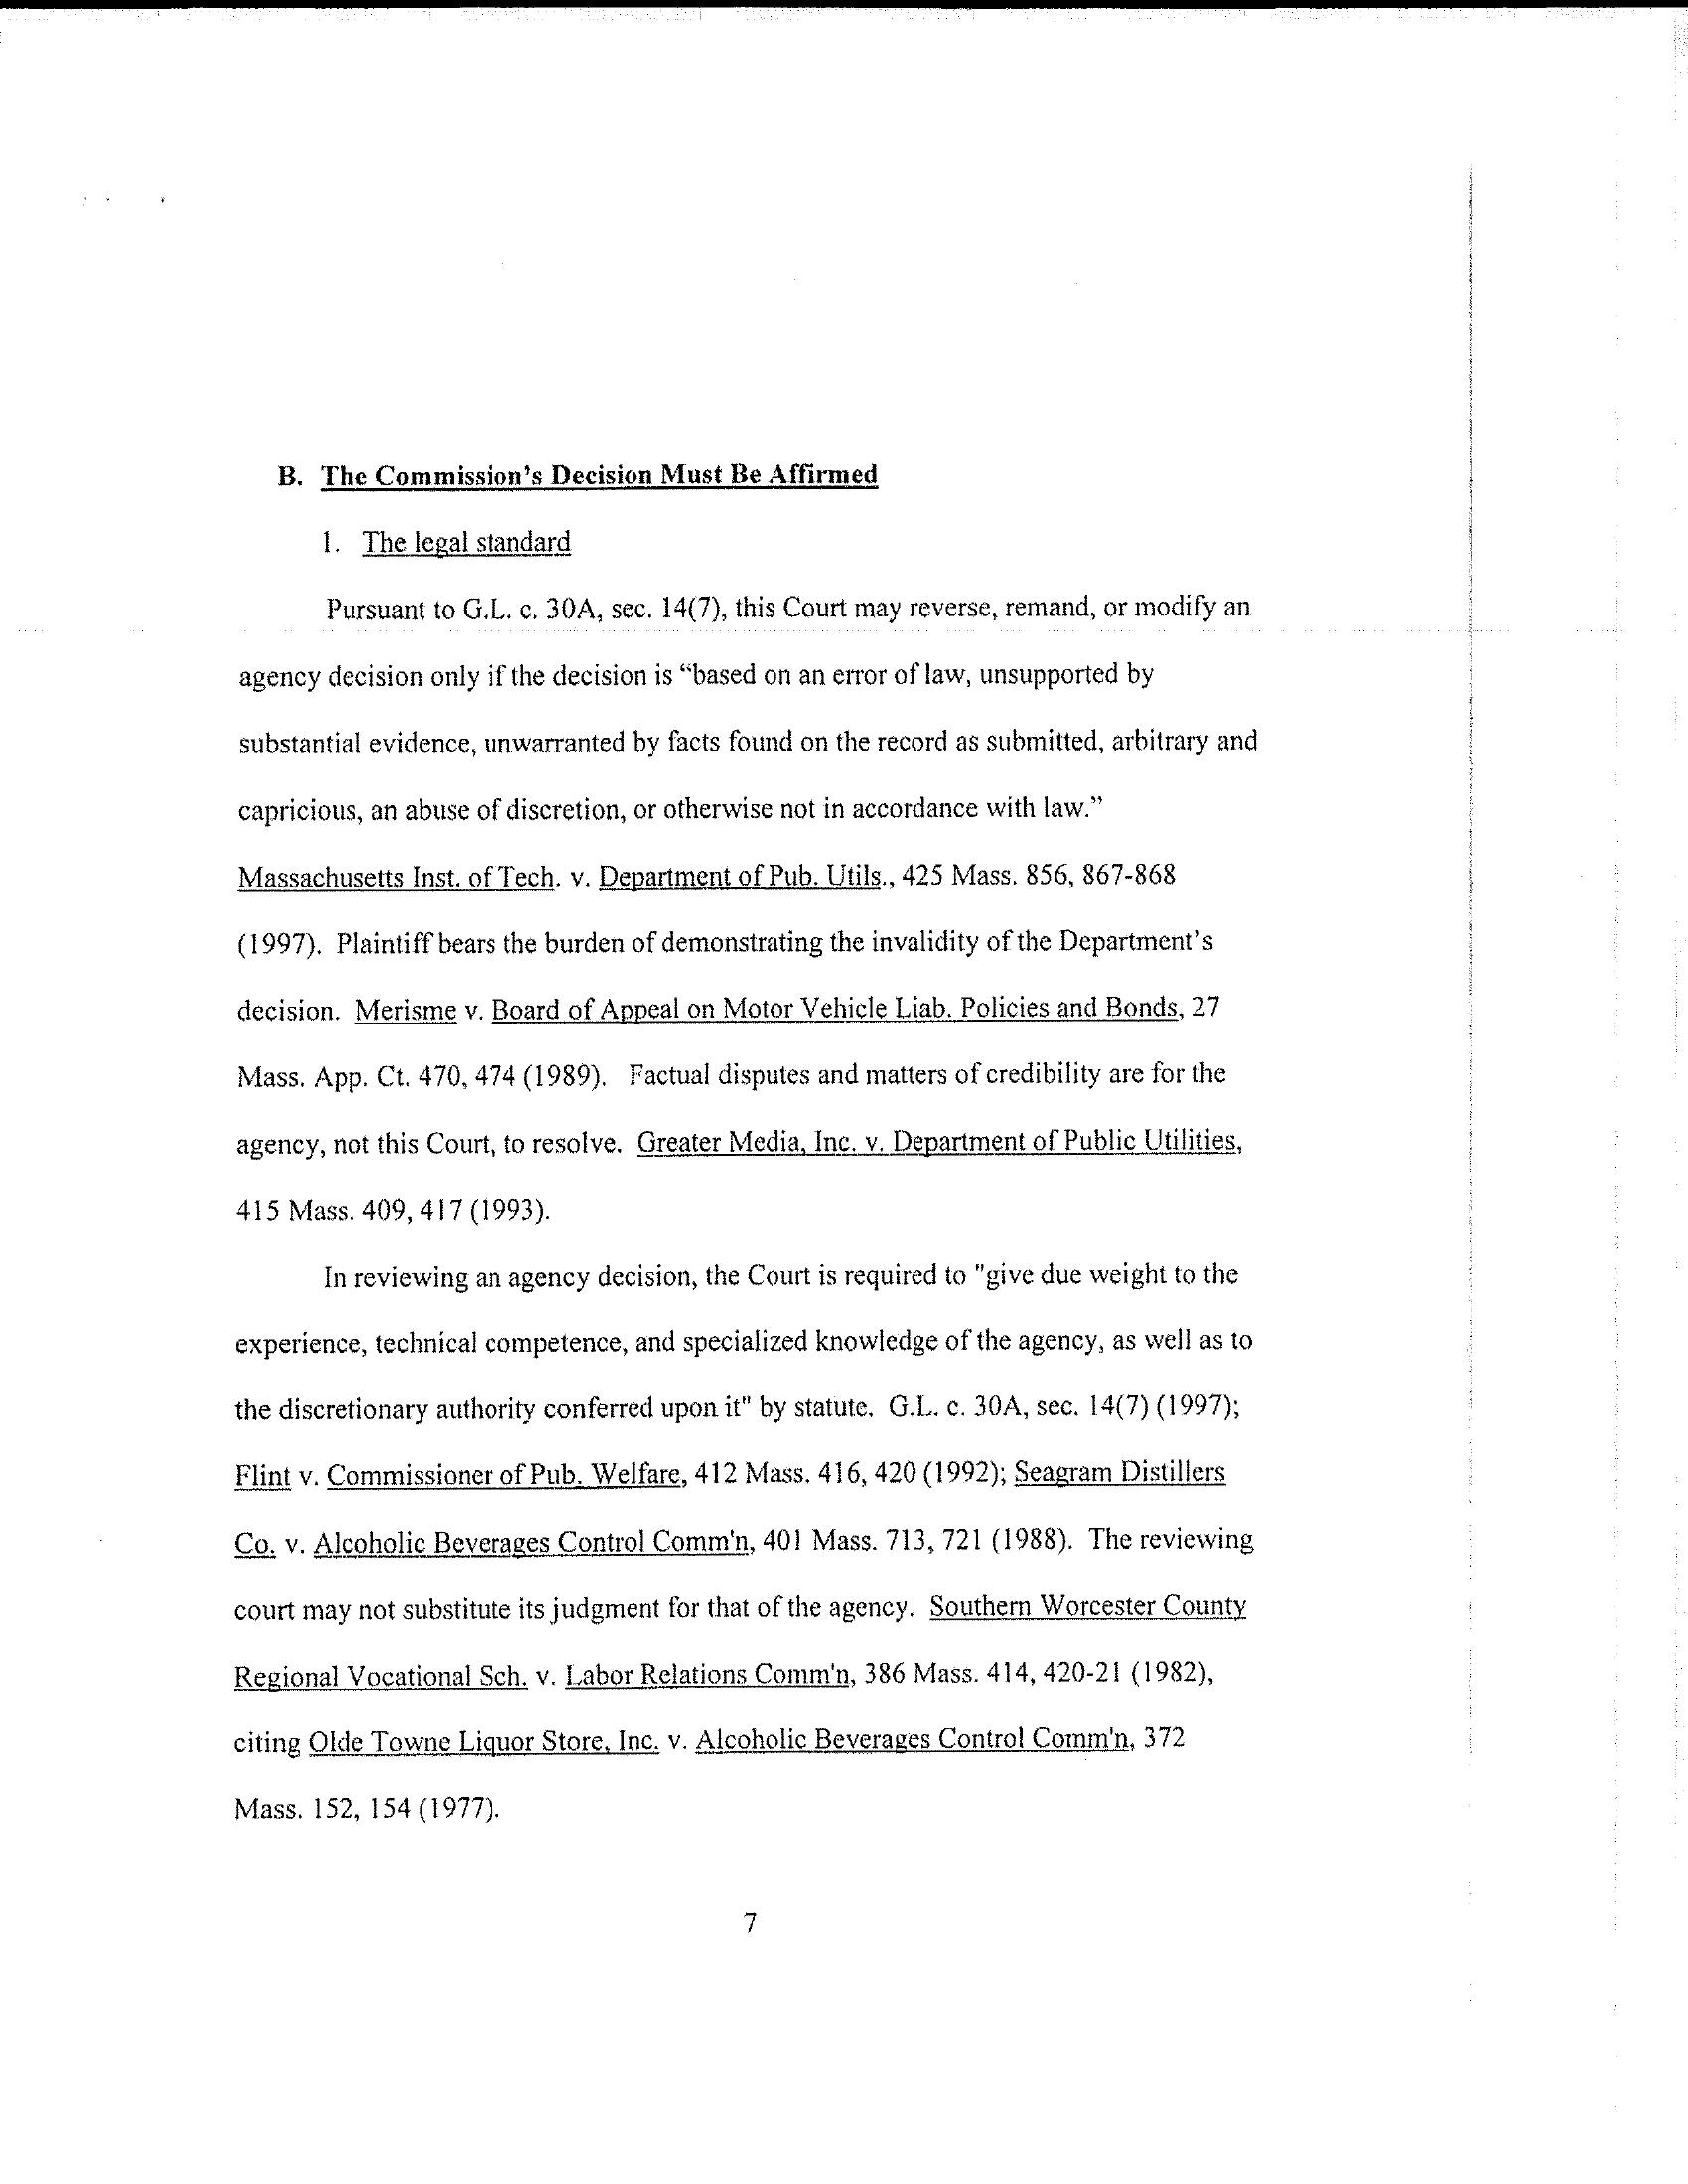 B. The Commission's Decision Must Be Affirmed
1. The legal standard
Pursuant to G.L. c. 30A, sec. 14(7), this Court may reverse, remand, or modify an
agency decision only if the decision is “based on an error of law, unsupported by
substantial evidence, unwarranted by facts found on the record as submitted, arbitrary and
capricious, an abuse of discretion, or otherwise not in accordance with law.”
Massachusetts Inst. of Tech. v. Department of Pub. Utils., 425 Mass. 856, 867-868
(1997). Plaintiff bears the burden of demonstrating the invalidity of the Department's
decision. Merisme v. Board of Appeal on Motor Vehicle Liab. Policies and Bonds, 27
Mass. App. Ct. 470, 474 (1989). Factual disputes and matters of credibility are for the
agency, not this Court, to resolve. Greater Media, Inc. v. Department of Public Utilities,
415 Mass. 409, 417 (1993).
In reviewing an agency decision, the Court is required to "give due weight to the
experience, technical competence, and specialized knowledge of the agency, as well as to
the discretionary authority conferred upon it" by statute. G.L. c. 30A, sec. 14(7) (1997);
Flint v. Commissioner of Pub. Welfare, 412 Mass. 416, 420 (1992); Seagram Distillers
Co. v. Alcoholic Beverages Control Comm'n, 401 Mass. 713, 721 (1988). The reviewing
court may not substitute its judgment for that of the agency. Southern Worcester County
Regional Vocational Sch. v. Labor Relations Comm'n, 386 Mass. 414, 420-21 (1982),
citing Olde Towne Liquor Store, Inc. v. Alcoholic Beverages Control Comm'n, 372
Mass. 152, 154 (1977).
7